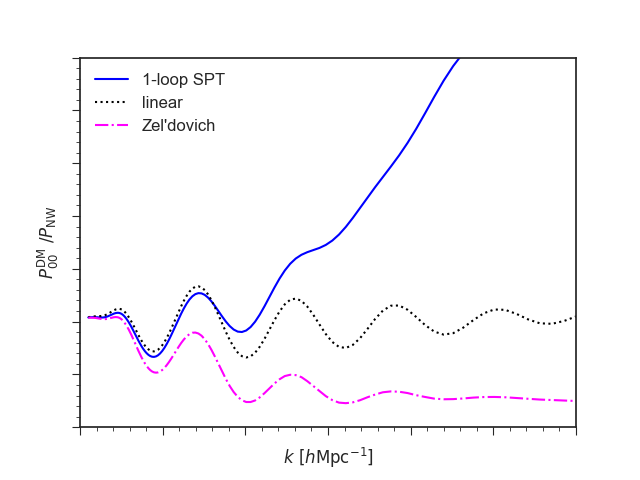 1-loop SPT
linear
Zel'dovich
P_{00}^{DM} /P_{NW}
k [hMpc^{-1}]